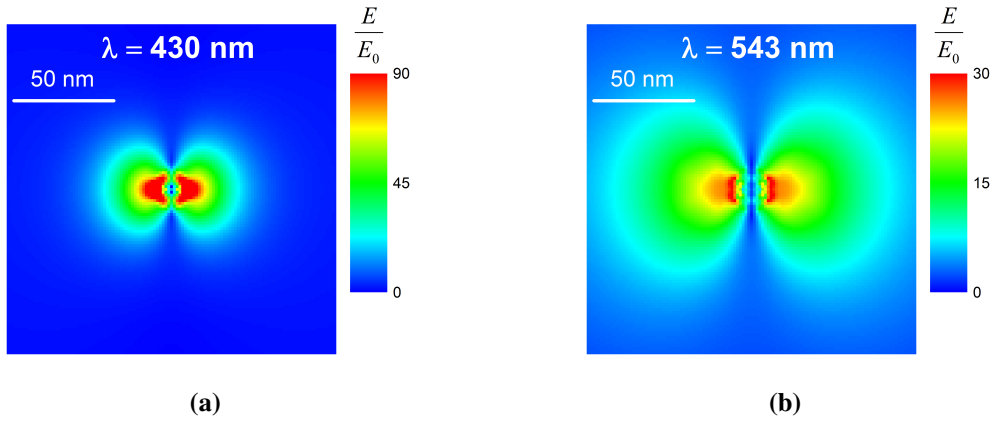 λ = 430 nm
50 nm
E
E₀
90
45
0
(a)
λ = 543 nm
50 nm
E
E₀
30
15
0
(b)